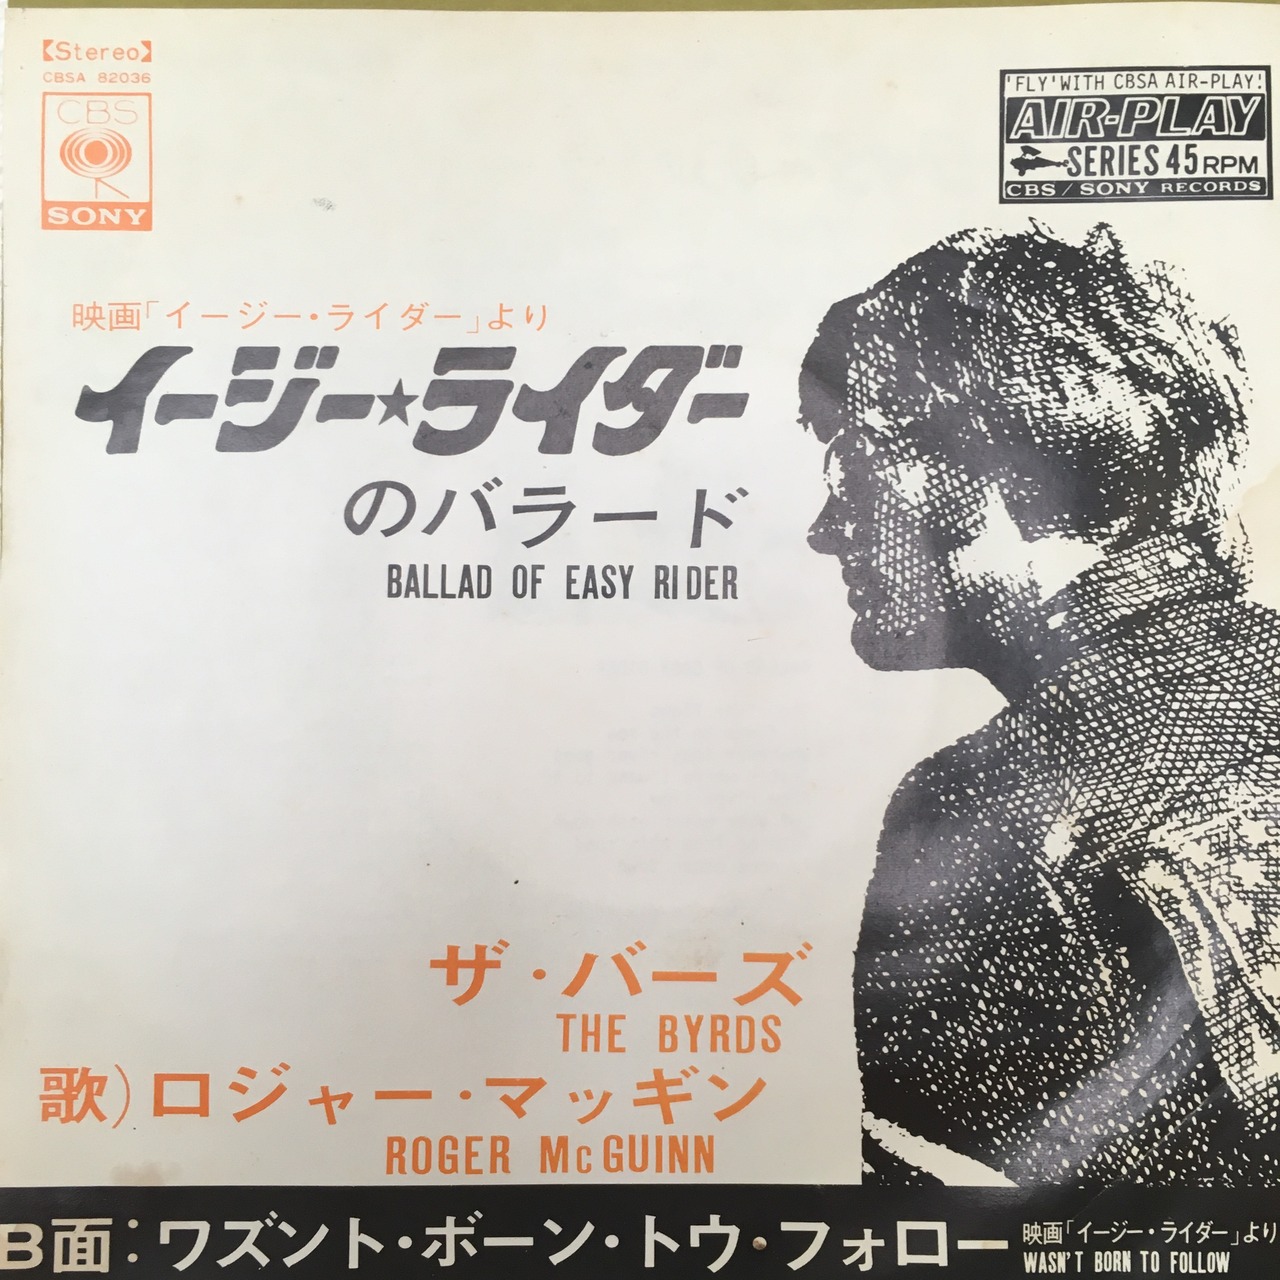 【Stereo】
CBSA 82036
CBS
SONY
'FLY' WITH CBSA AIR-PLAY!
AIR-PLAY
SERIES 45 RPM
CBS / SONY RECORDS
映画「イージー・ライダー」より
イージー★ライダー
のバラード
BALLAD OF EASY RIDER
ザ・バーズ
THE BYRDS
歌)ロジャー・マッギン
ROGER McGUINN
B面:ワズント・ボーン・トウ・フォロー
映画「イージー・ライダー」より
WASN'T BORN TO FOLLOW